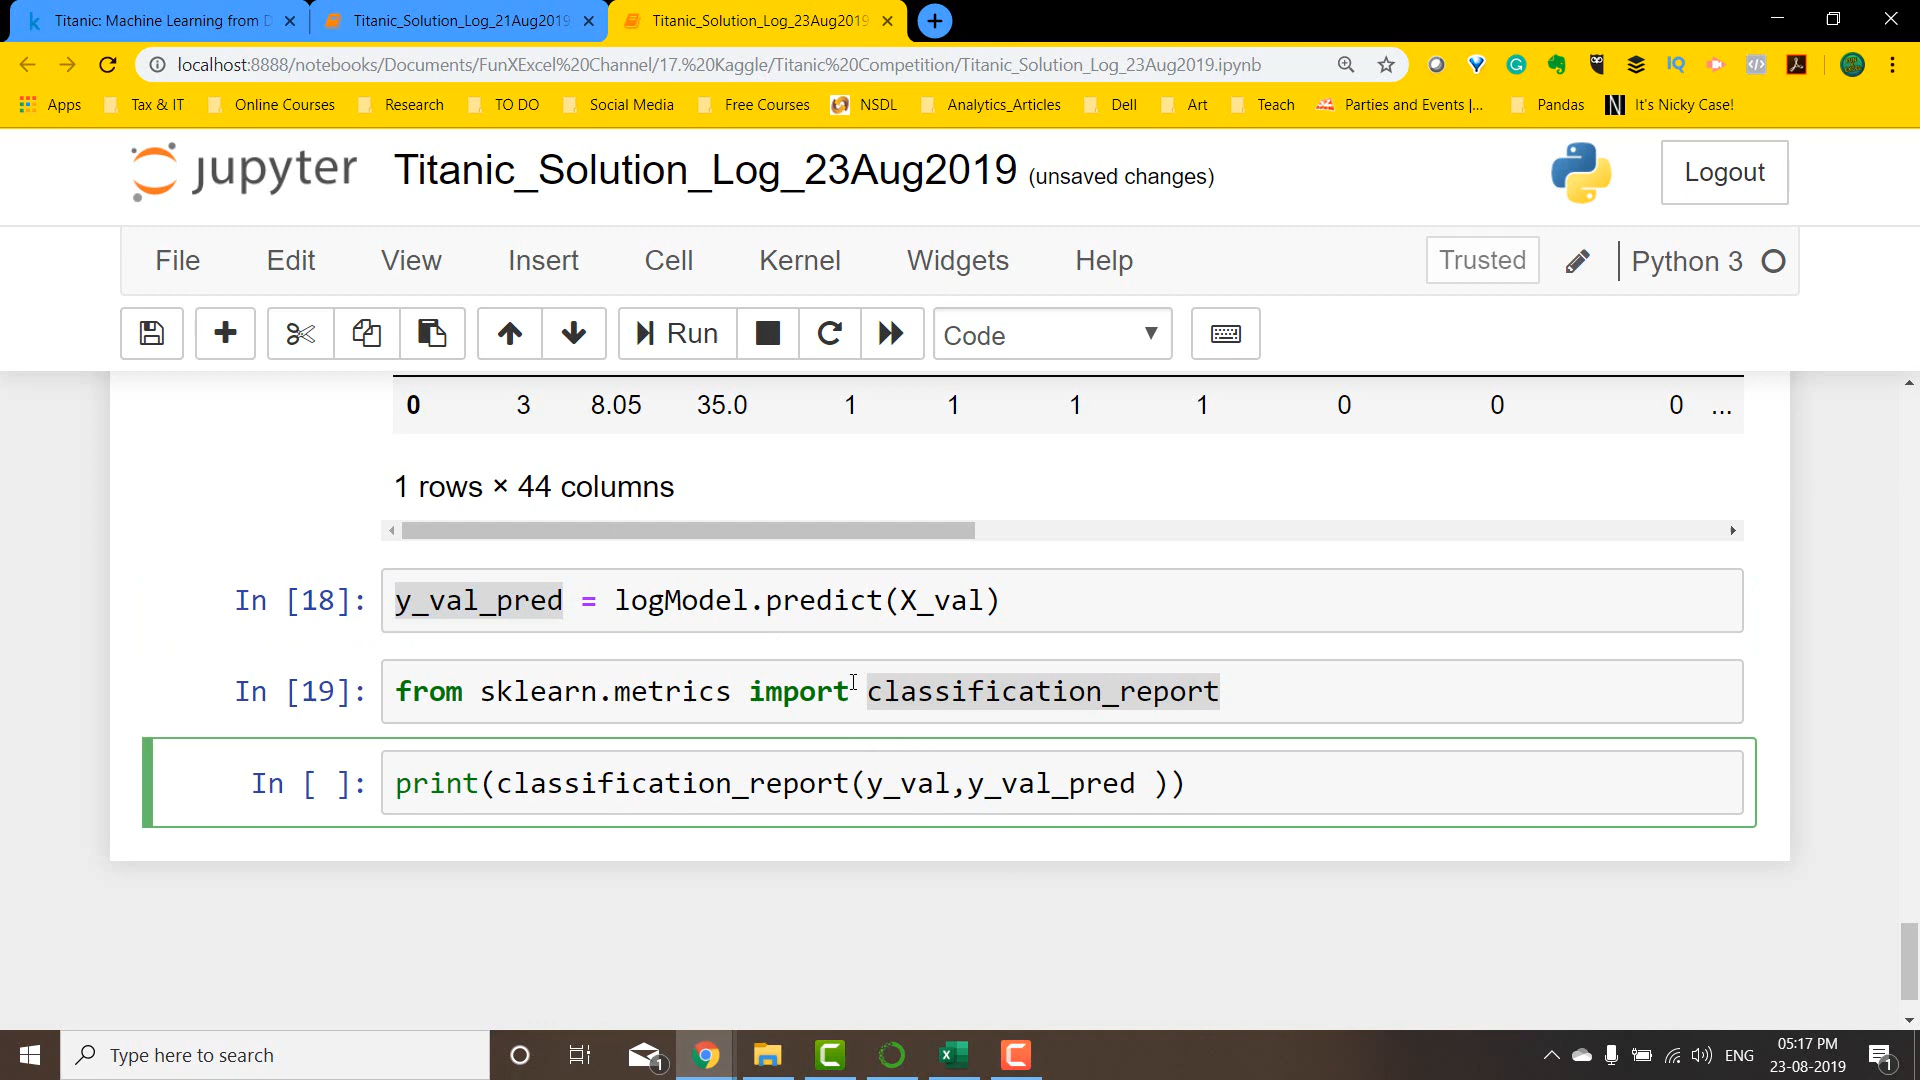 k Titanic: Machine Learning from D
Titanic_Solution_Log_21Aug2019
Titanic_Solution_Log_23Aug2019
localhost:8888/notebooks/Documents/FunXExcel%20Channel/17.%20Kaggle/Titanic%20Competition/Titanic_Solution_Log_23Aug2019.ipynb
Apps Tax & IT Online Courses Research TO DO Social Media Free Courses NSDL Analytics_Articles Dell Art Teach Parties and Events |... Pandas N It's Nicky Case!
jupyter Titanic_Solution_Log_23Aug2019 (unsaved changes) Logout
File Edit View Insert Cell Kernel Widgets Help Trusted Python 3
Run Code
0 3 8.05 35.0 1 1 1 1 0 0 0 ...
1 rows × 44 columns
In [18]: y_val_pred = logModel.predict(X_val)
In [19]: from sklearn.metrics import classification_report
In [ ]: print(classification_report(y_val,y_val_pred ))
Type here to search
1
ENG
05:17 PM
23-08-2019
1